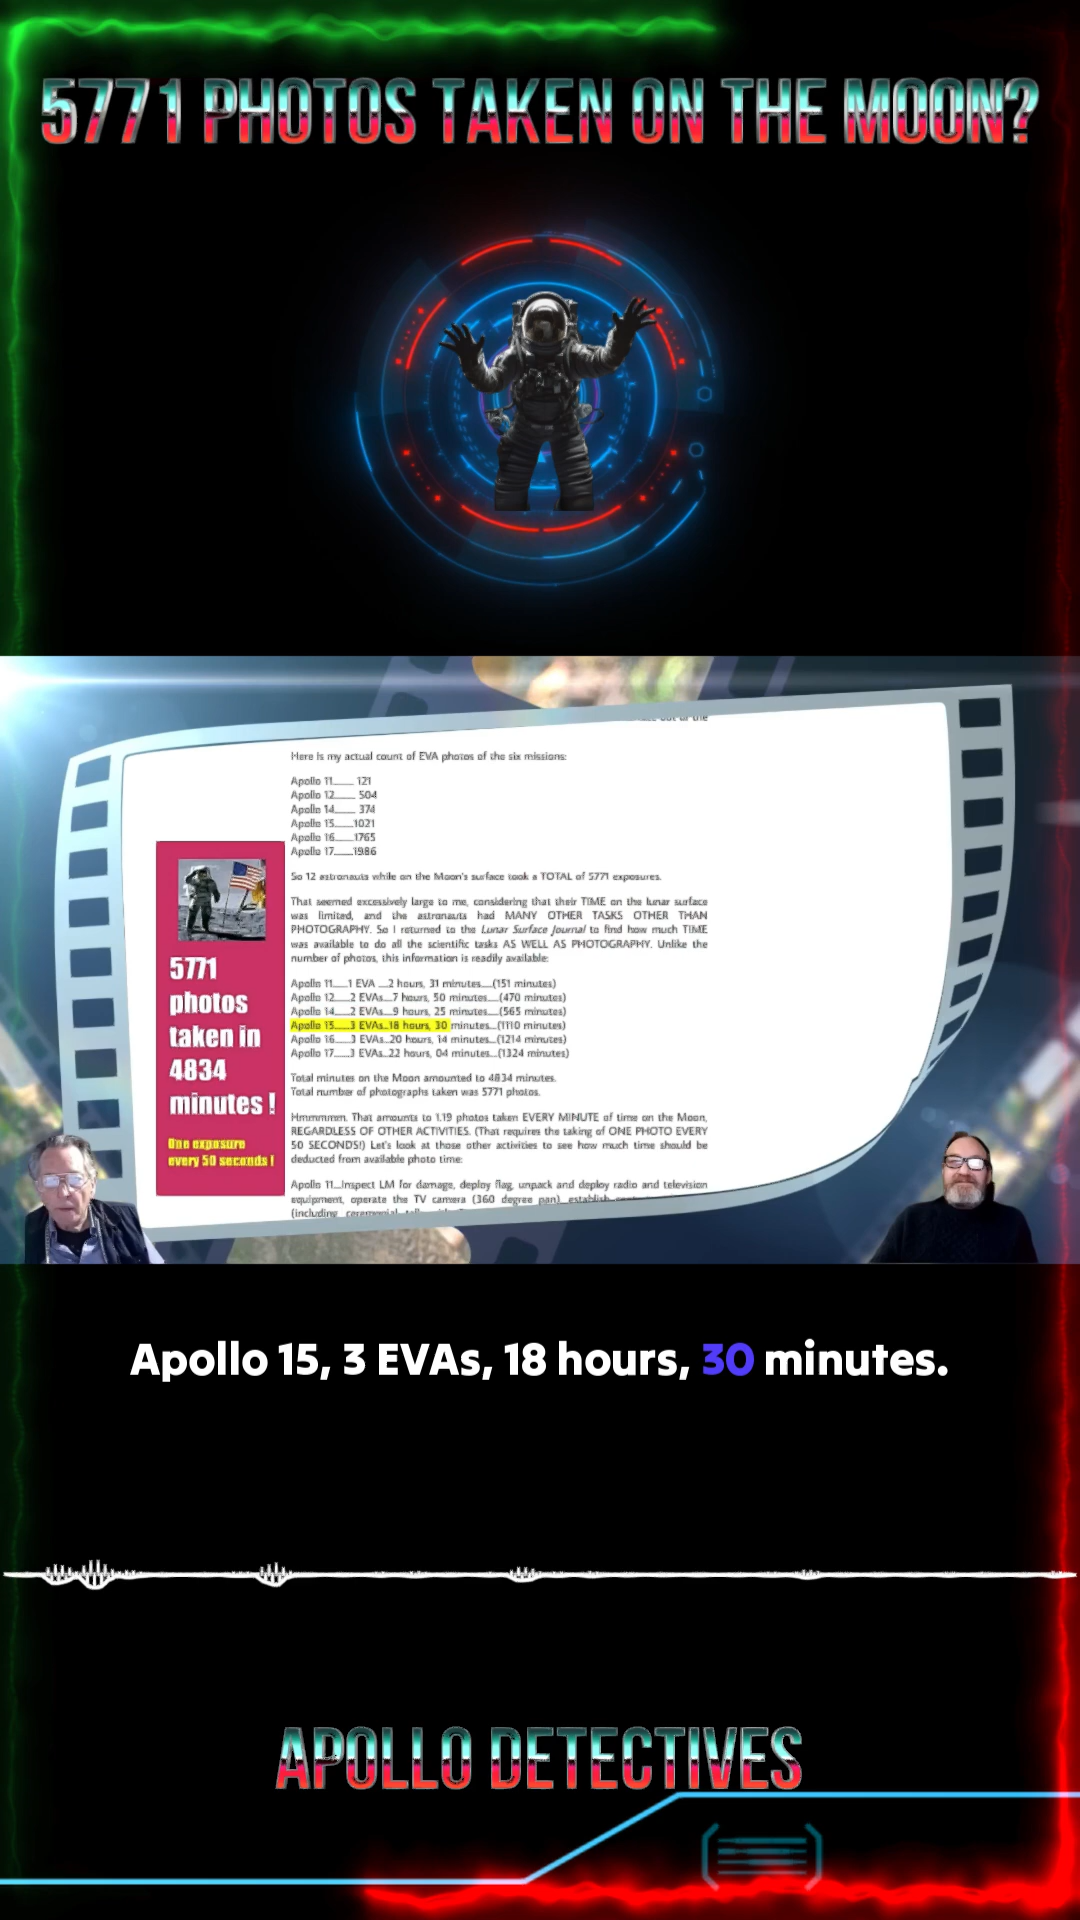 5771 PHOTOS TAKEN ON THE MOON?
Here is my actual count of EVA photos of the six missions:
Apollo 11...... 121
Apollo 12...... 504
Apollo 14...... 374
Apollo 15......1021
Apollo 16......1765
Apollo 17......1986
So 12 astronauts while on the Moon's surface took a TOTAL of 5771 exposures.
That seemed excessively large to me, considering that their TIME on the lunar surface
was limited, and the astronauts had MANY OTHER TASKS OTHER THAN
PHOTOGRAPHY. So I returned to the Lunar Surface Journal to find how much TIME
was available to do all the scientific tasks AS WELL AS PHOTOGRAPHY. Unlike the
number of photos, this information is readily available:
Apollo 11.....1 EVA ...2 hours, 31 minutes....(151 minutes)
Apollo 12.....2 EVAs...7 hours, 50 minutes....(470 minutes)
Apollo 14.....2 EVAs...9 hours, 25 minutes....(565 minutes)
Apollo 15.....3 EVAs..18 hours, 30 minutes...(1110 minutes)
Apollo 16.....3 EVAs..20 hours, 14 minutes...(1214 minutes)
Apollo 17.....3 EVAs..22 hours, 04 minutes...(1324 minutes)
Total minutes on the Moon amounted to 4834 minutes.
Total number of photographs taken was 5771 photos.
Hmmmmm. That amounts to 1.19 photos taken EVERY MINUTE of time on the Moon,
REGARDLESS OF OTHER ACTIVITIES. (That requires the taking of ONE PHOTO EVERY
50 SECONDS!) Let's look at those other activities to see how much time should be
deducted from available photo time:
Apollo 11...Inspect LM for damage, deploy flag, unpack and deploy radio and television
equipment, operate the TV camera (360 degree pan), establish
(including ceremonial
5771
photos
taken in
4834
minutes !
One exposure
every 50 seconds !
Apollo 15, 3 EVAs, 18 hours, 30 minutes.
APOLLO DETECTIVES